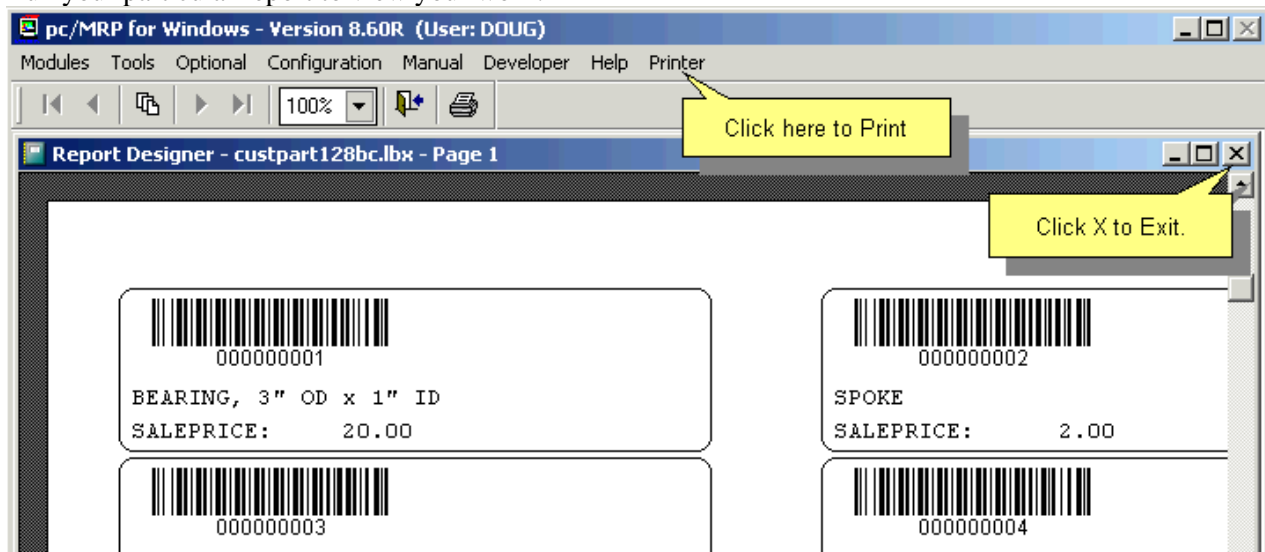 pc/MRP for Windows - Version 8.60R (User: DOUG)
Modules Tools Optional Configuration Manual Developer Help Printer
100%
Click here to Print
Report Designer - custpart128bc.lbx - Page 1
Click X to Exit.
000000001 000000002
BEARING, 3" OD x 1" ID SPOKE
SALEPRICE: 20.00 SALEPRICE: 2.00
000000003 000000004